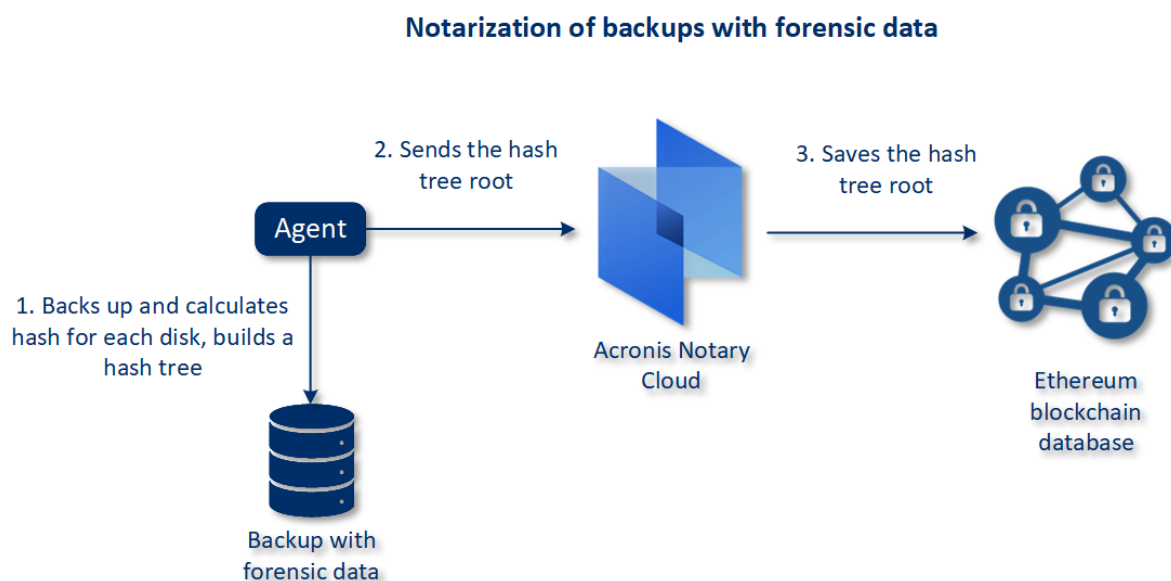 Notarization of backups with forensic data
2. Sends the hash
tree root
3. Saves the hash
tree root
Agent
1. Backs up and calculates
hash for each disk, builds a
hash tree
Acronis Notary
Cloud
Ethereum
blockchain
database
Backup with
forensic data